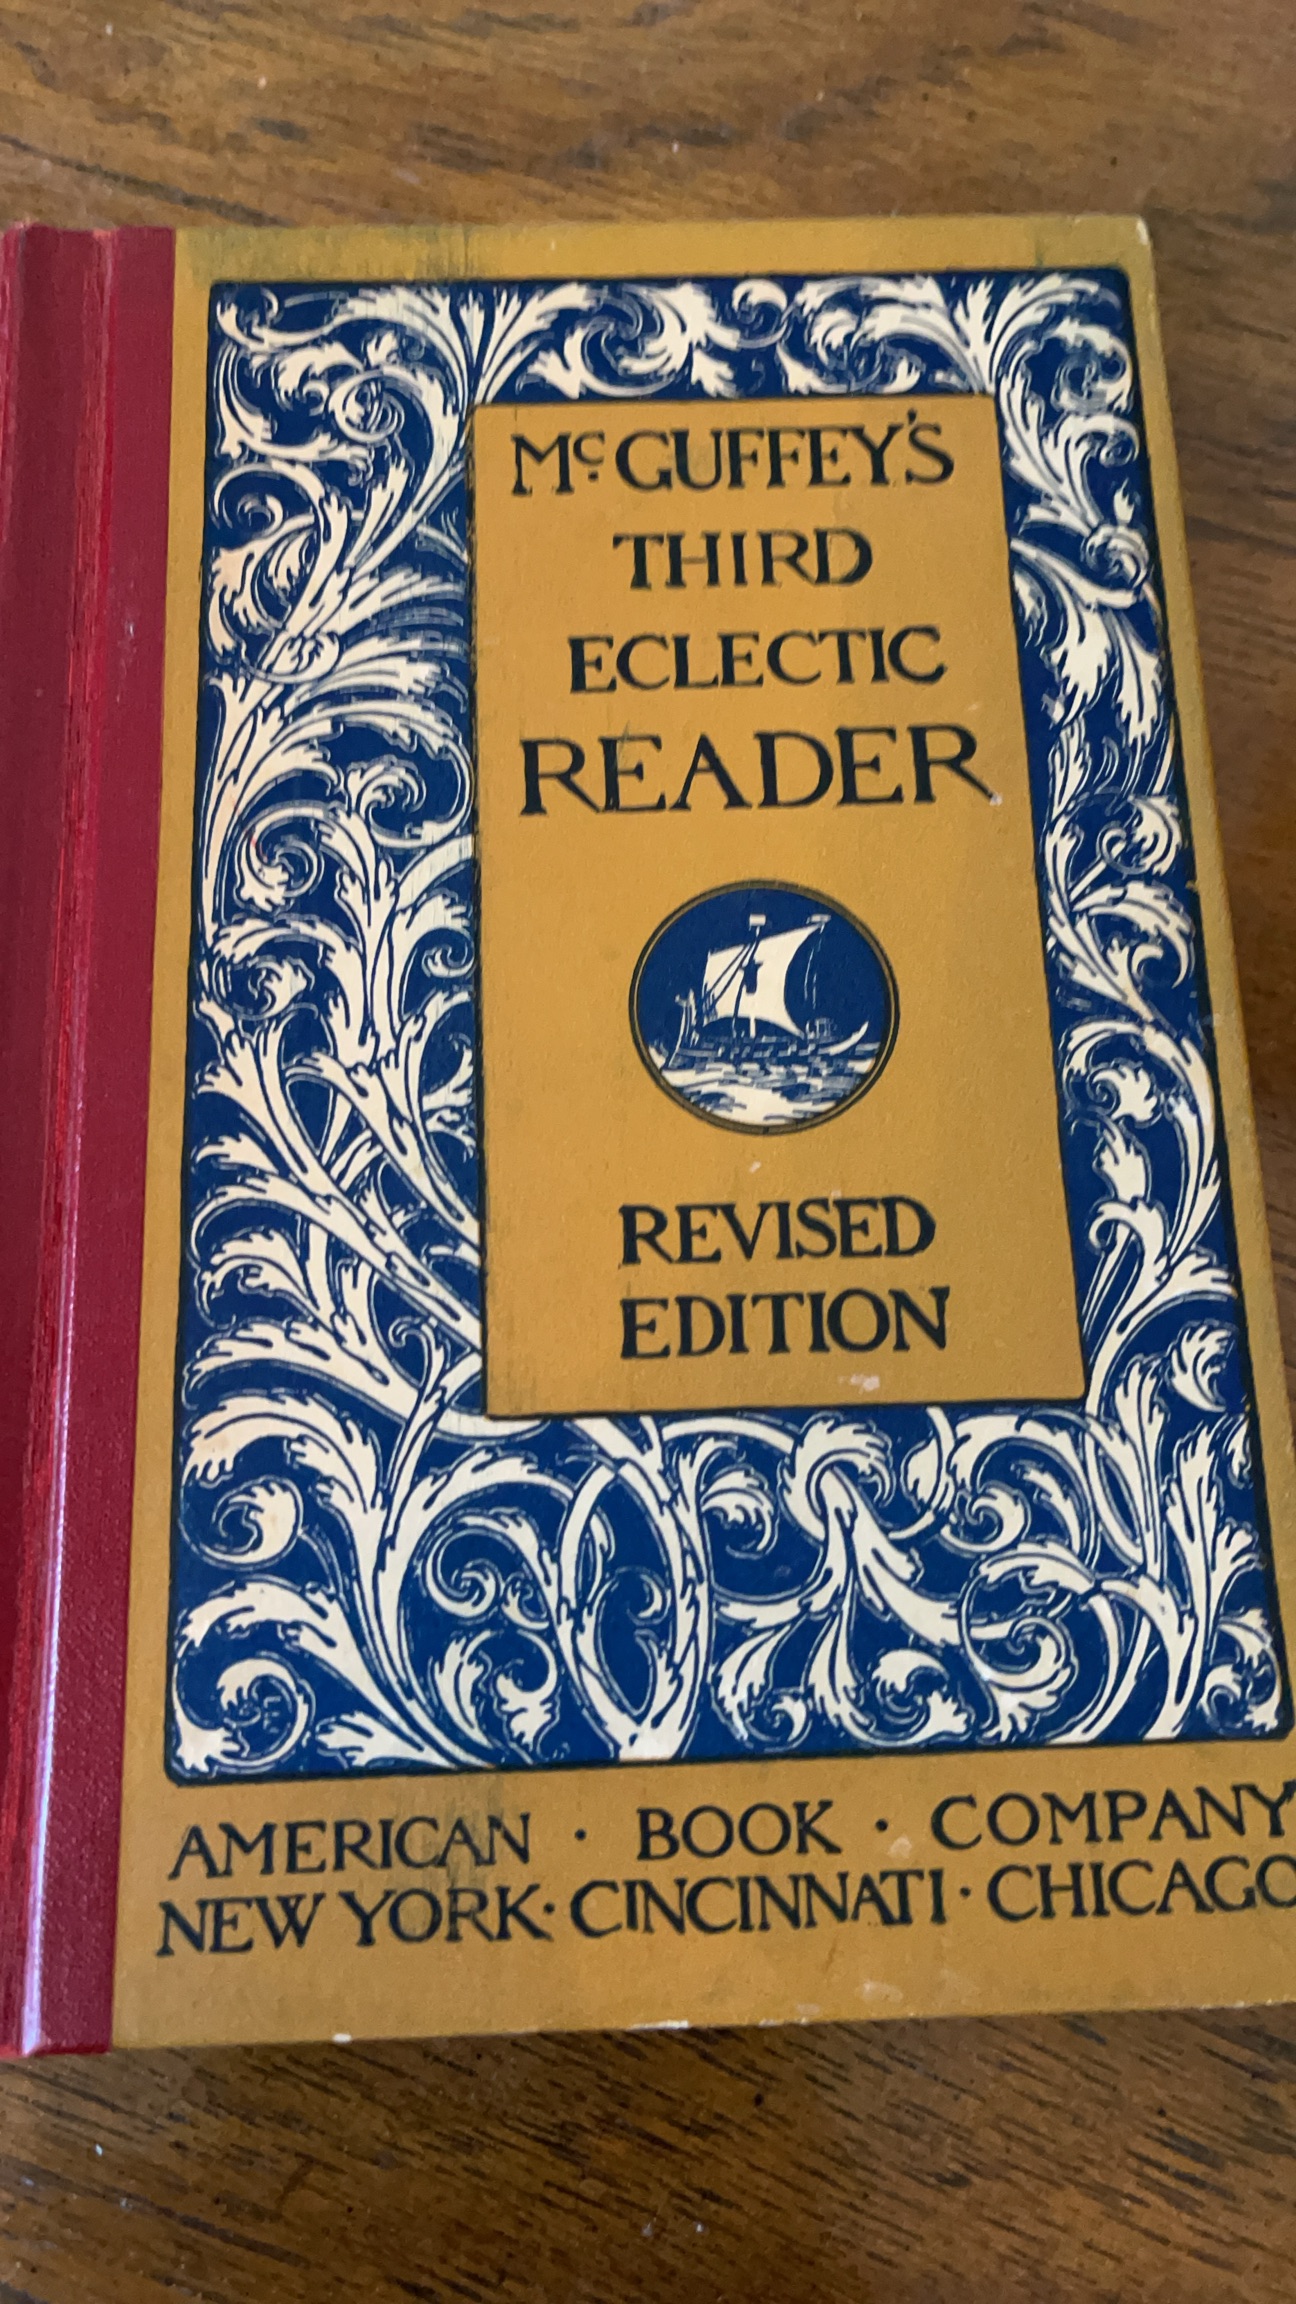 McGUFFEY'S
THIRD
ECLECTIC
READER
REVISED
EDITION
AMERICAN · BOOK · COMPANY
NEW YORK · CINCINNATI · CHICAGO